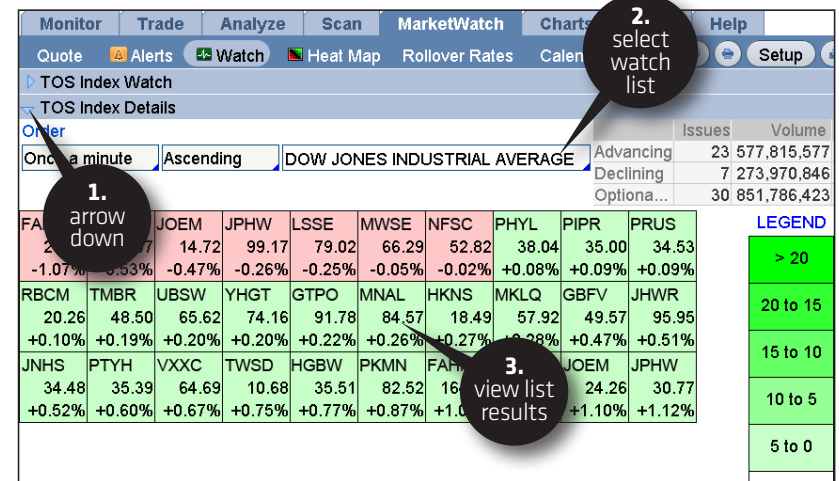 Monitor Trade Analyze Scan MarketWatch Charts Help
Quote Alerts Watch Heat Map Rollover Rates Setup
TOS Index Watch
TOS Index Details
Order
Once a minute Ascending DOW JONES INDUSTRIAL AVERAGE
Issues Volume
Advancing 23 577,815,577
Declining 7 273,970,846
Optiona... 30 851,786,423
1.
arrow
down
2.
select
watch
list
3.
view list
results
JOEM JPHW LSSE MWSE NFSC PHYL PIPR PRUS
14.72 99.17 79.02 66.29 52.82 38.04 35.00 34.53
-1.07% -0.53% -0.47% -0.26% -0.25% -0.05% -0.02% +0.08% +0.09% +0.09%
RBCM TMBR UBSW YHGT GTPO MNAL HKNS MKLQ GBFV JHWR
20.26 48.50 65.62 74.16 91.78 84.57 18.49 57.92 49.57 95.95
+0.10% +0.19% +0.20% +0.20% +0.22% +0.26% +0.27% +0.28% +0.47% +0.51%
JNHS PTYH VXXC TWSD HGBW PKMN JOEM JPHW
34.48 35.39 64.69 10.68 35.51 82.52 24.26 30.77
+0.52% +0.60% +0.67% +0.75% +0.77% +0.87% +1.10% +1.12%
LEGEND
> 20
20 to 15
15 to 10
10 to 5
5 to 0